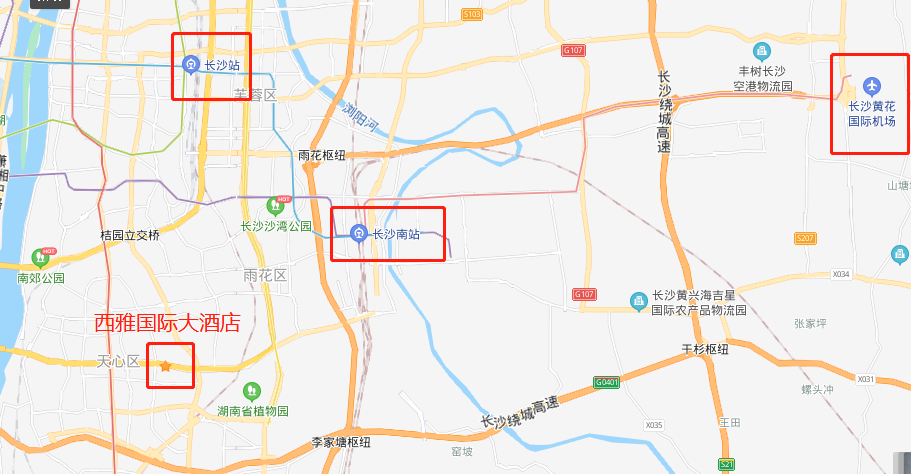 S103
G107
长沙站
芙蓉区
浏阳河
长沙绕城高速
丰树长沙
空港物流园
长沙黄花
国际机场
雨花枢纽
山塘
HOT
长沙沙湾公园
长沙南站
桔园立交桥
HOT
南郊公园
雨花区
S207
X034
G107
长沙黄兴海吉星
国际农产品物流园
张家坪
西雅国际大酒店
天心区
干杉枢纽
X031
G0401
螺头冲
湖南省植物园
长沙绕城高速
王田
X035
李家塘枢纽
窑坡
S21